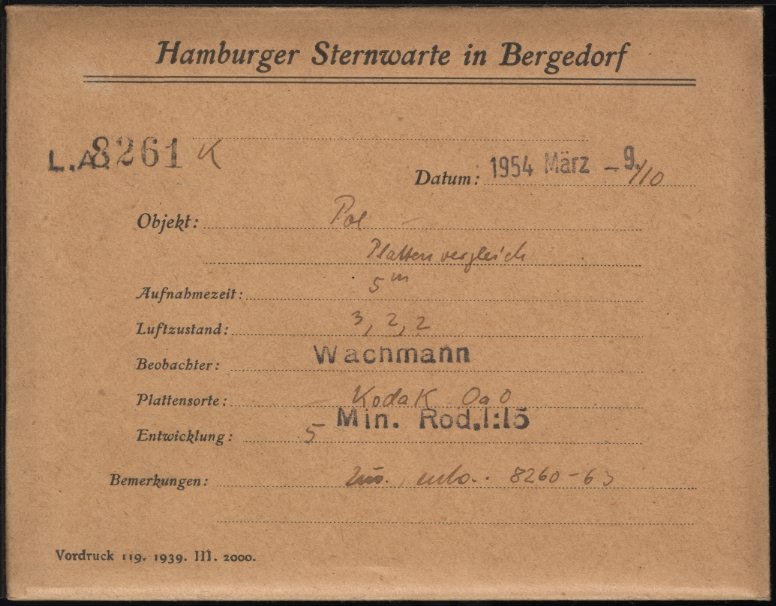 Hamburger Sternwarte in Bergedorf
L.A. 8261 K
Datum: 1954 März - 9./10
Objekt: Pol -
Plattenvergleich
Aufnahmezeit: 5m
Luftzustand: 3, 2, 2
Beobachter: Wachmann
Plattensorte: - Kodak OaO
Entwicklung: 5 Min. Rod. 1:15
Bemerkungen: 8260-63
Vordruck 119. 1939. III. 2000.